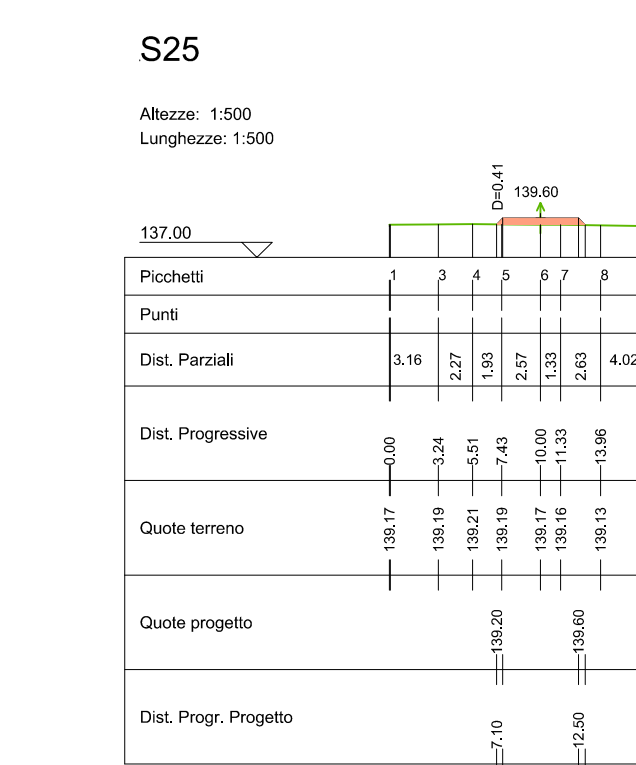 S25
Altezze: 1:500
Lunghezze: 1:500
D=0.41
139.60
137.00
Picchetti 1 3 4 5 6 7 8
Punti
Dist. Parziali 3.16 2.27 1.93 2.57 1.33 2.63 4.02
Dist. Progressive 0.00 3.24 5.51 7.43 10.00 11.33 13.96
Quote terreno 139.17 139.19 139.21 139.19 139.17 139.16 139.13
Quote progetto 139.20 139.60
Dist. Progr. Progetto 7.10 12.50